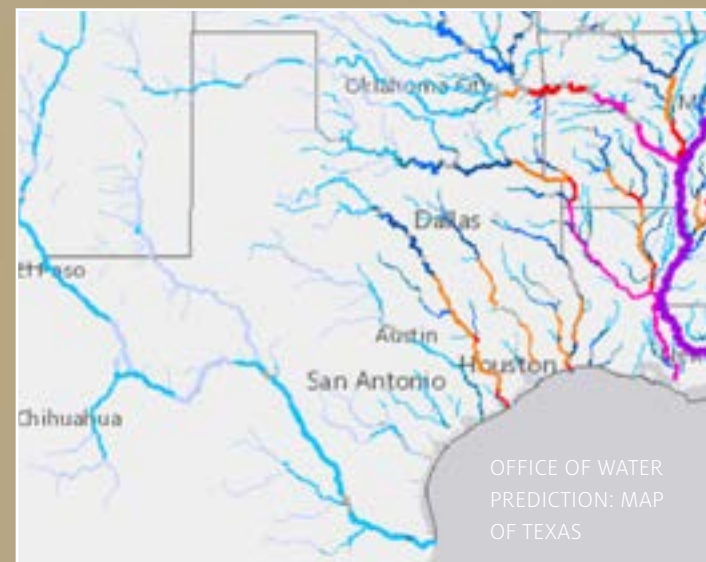 Oklahoma City
Dallas
El Paso
Austin
Houston
San Antonio
Chihuahua
OFFICE OF WATER
PREDICTION: MAP
OF TEXAS